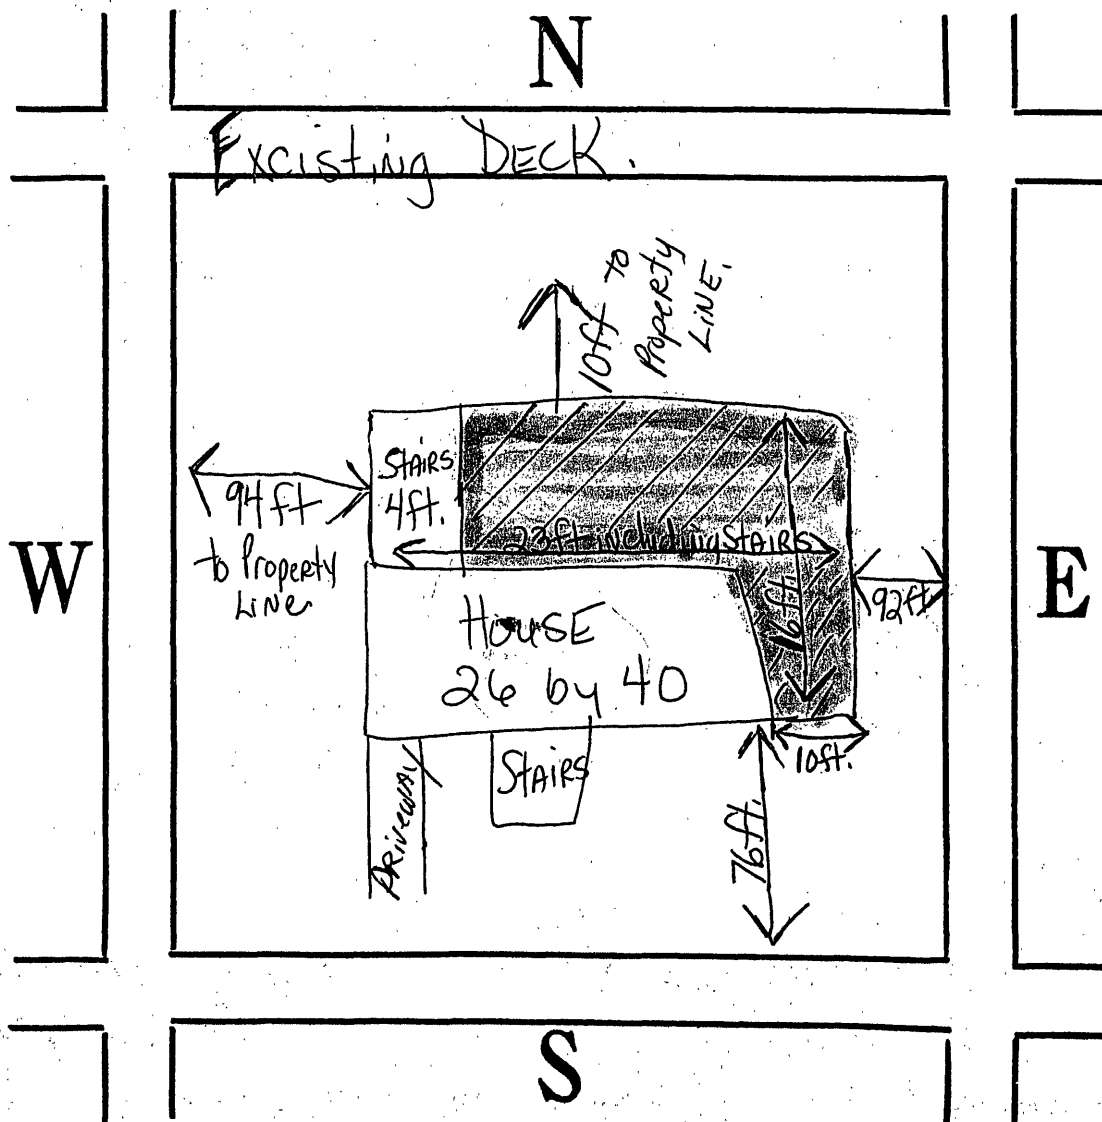 N
Excisting DECK.
10ft to
Property
LINE.
STAIRS
4ft.
94ft
to Property
LINE
23ft including STAIRS
16ft.
W
E
92ft
HOUSE
26 by 40
STAIRS
DRIVEWAY
10ft.
76ft.
S